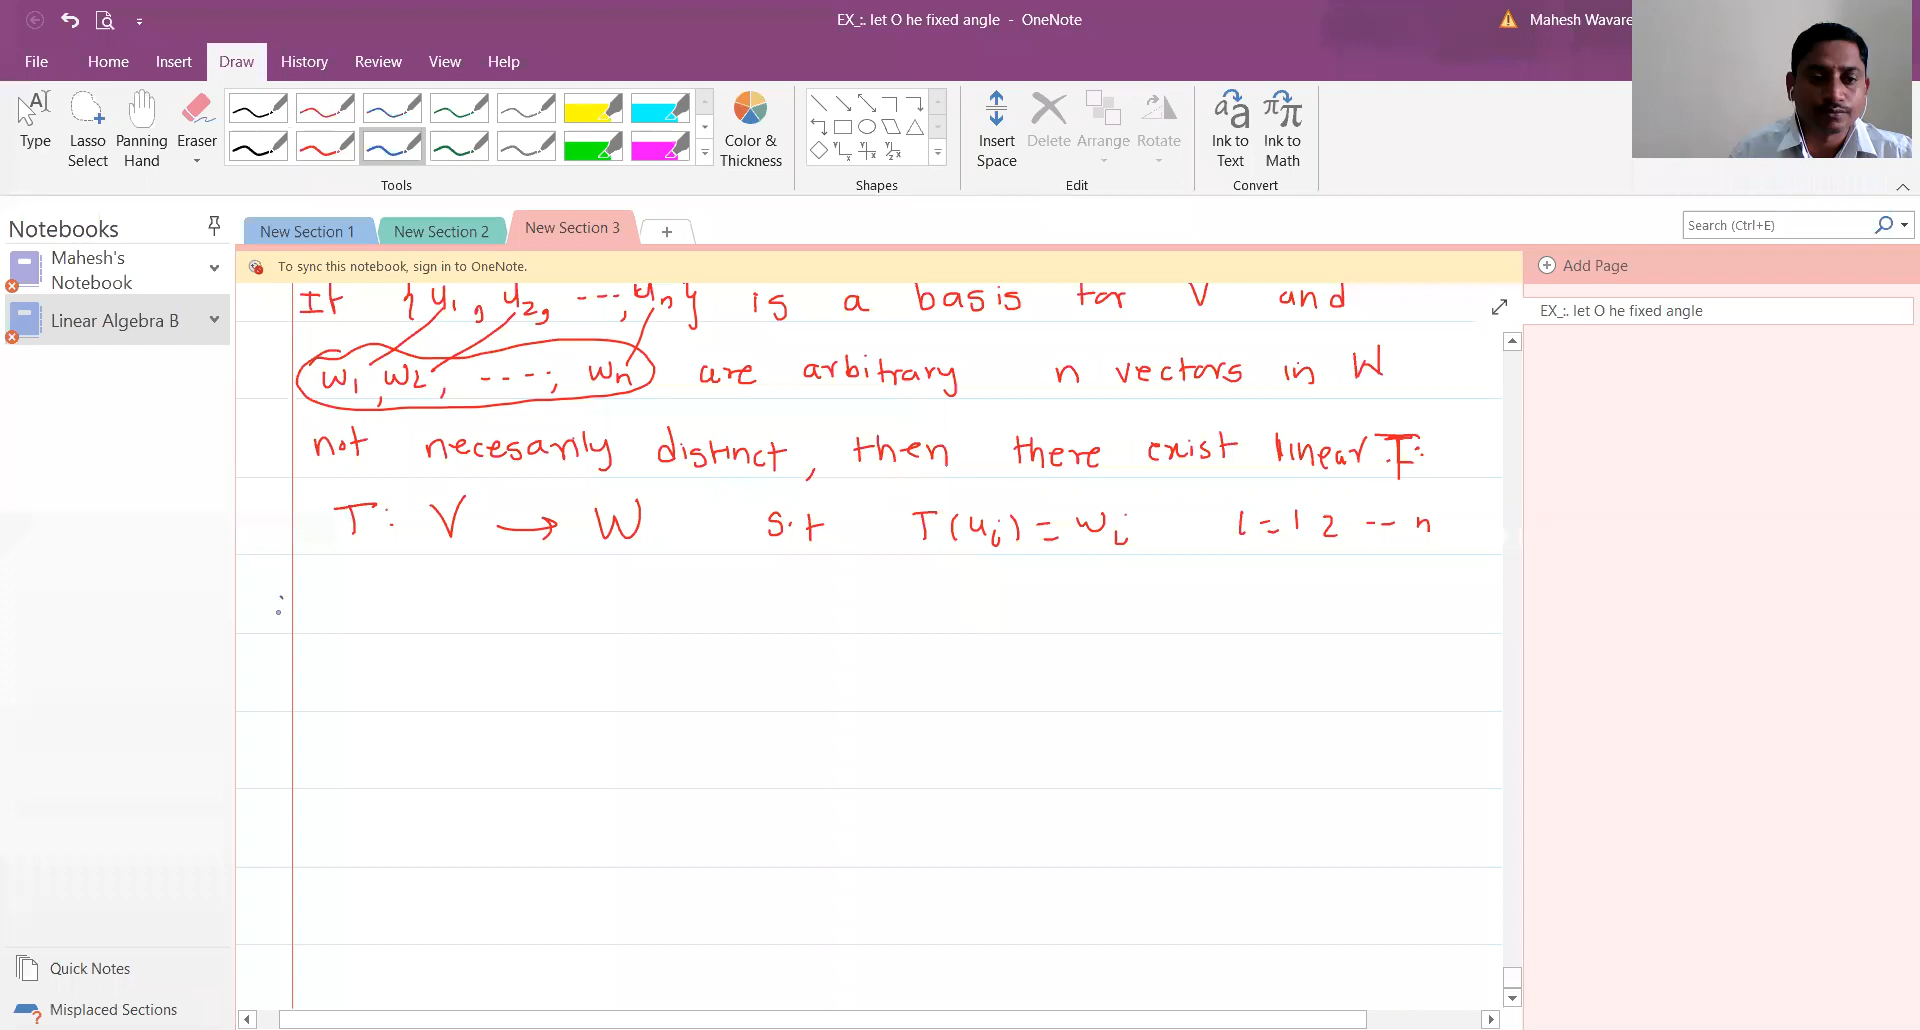 EX_:. let O he fixed angle - OneNote
Mahesh Wavare
File Home Insert Draw History Review View Help
Type
Lasso Select
Panning Hand
Eraser
Color & Thickness
Insert Space
Delete
Arrange
Rotate
Ink to Text
Ink to Math
Tools
Shapes
Edit
Convert
Notebooks
Mahesh's Notebook
Linear Algebra B
New Section 1
New Section 2
New Section 3
Search (Ctrl+E)
To sync this notebook, sign in to OneNote.
Add Page
EX_:. let O he fixed angle
If {u1, u2, ---, un} is a basis for V and
w1, w2, ----, wn are arbitrary n vectors in W
not necesarily distinct, then there exist linear T:
T: V → W s.t T(ui) = wi i = 1 2 -- n
Quick Notes
Misplaced Sections